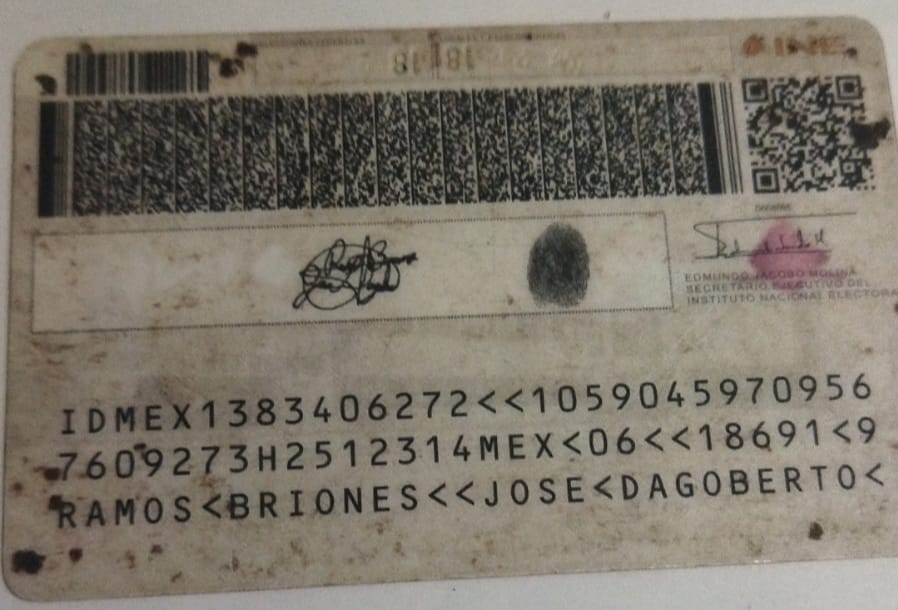 INE
EDMUNDO JACOBO MOLINA
SECRETARIO EJECUTIVO DEL
INSTITUTO NACIONAL ELECTORA
IDMEX1383406272<<1059045970956
7609273H2512314MEX<06<<18691<9
RAMOS<BRIONES<<JOSE<DAGOBERTO<